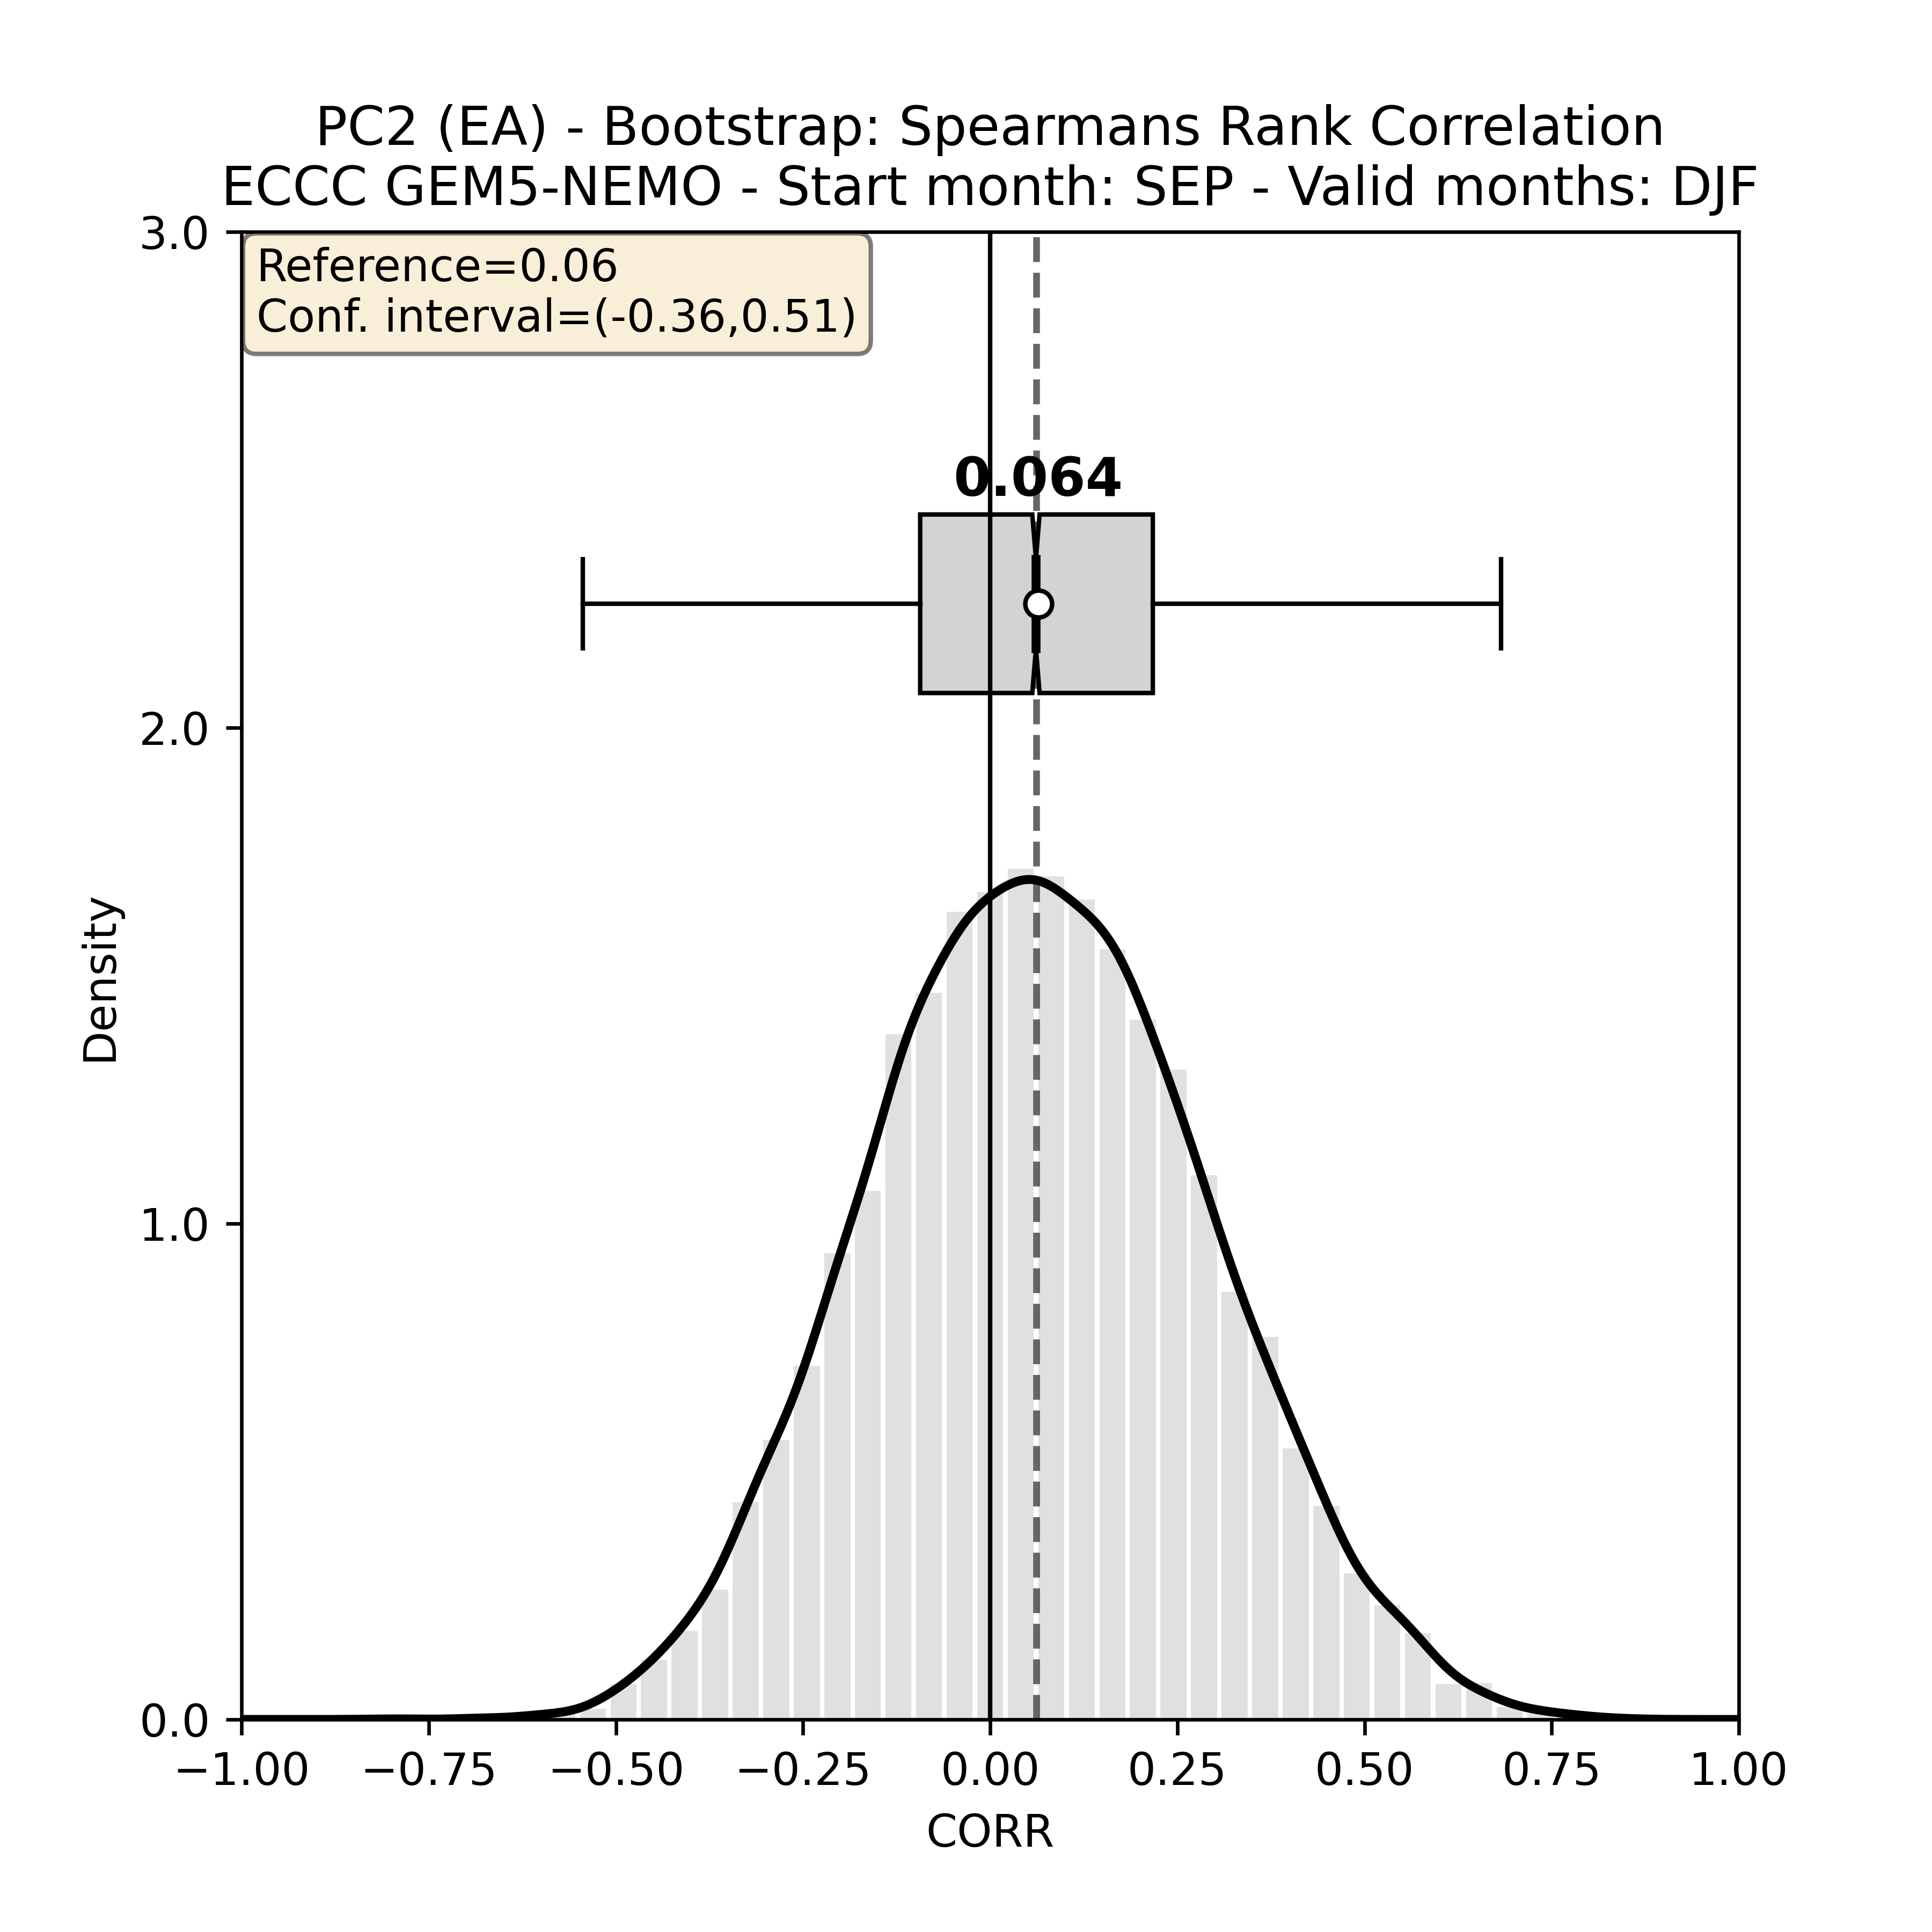 PC2 (EA) - Bootstrap: Spearmans Rank Correlation
ECCC GEM5-NEMO - Start month: SEP - Valid months: DJF
3.0
Reference=0.06
Conf. interval=(-0.36,0.51)
0.064
2.0
Density
1.0
0.0
−1.00 −0.75 −0.50 −0.25 0.00 0.25 0.50 0.75 1.00
CORR